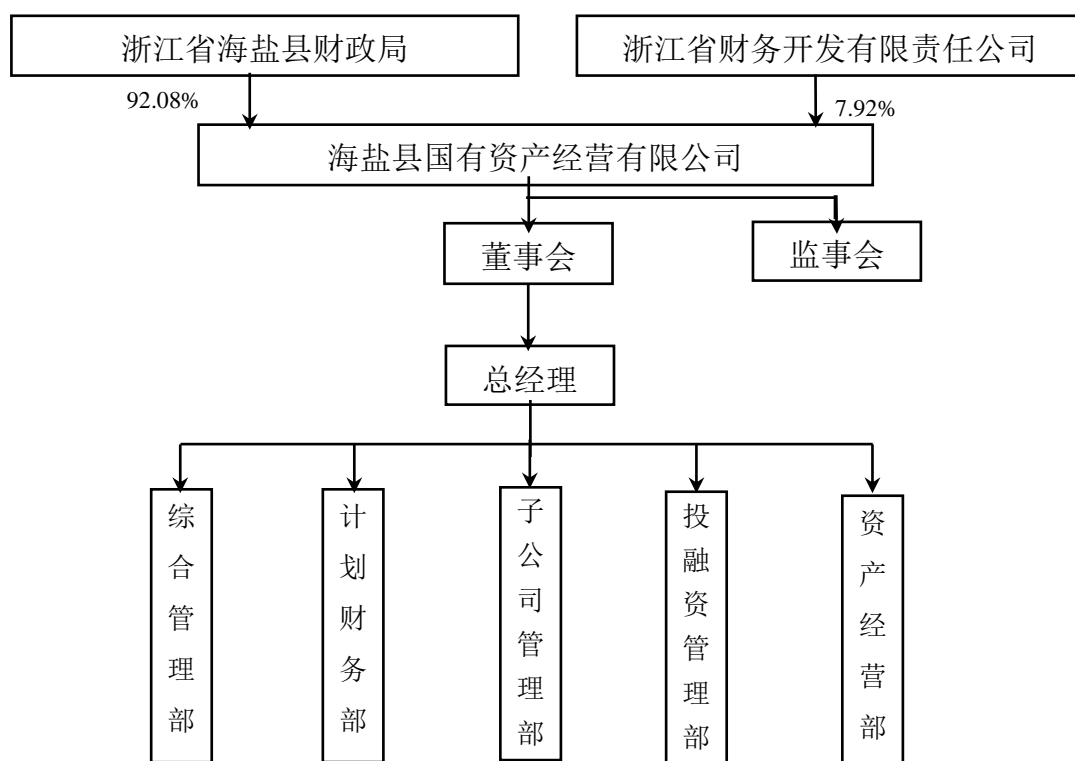 浙江省海盐县财政局
浙江省财务开发有限责任公司
92.08%
7.92%
海盐县国有资产经营有限公司
董事会
监事会
总经理
综合管理部
计划财务部
子公司管理部
投融资管理部
资产经营部